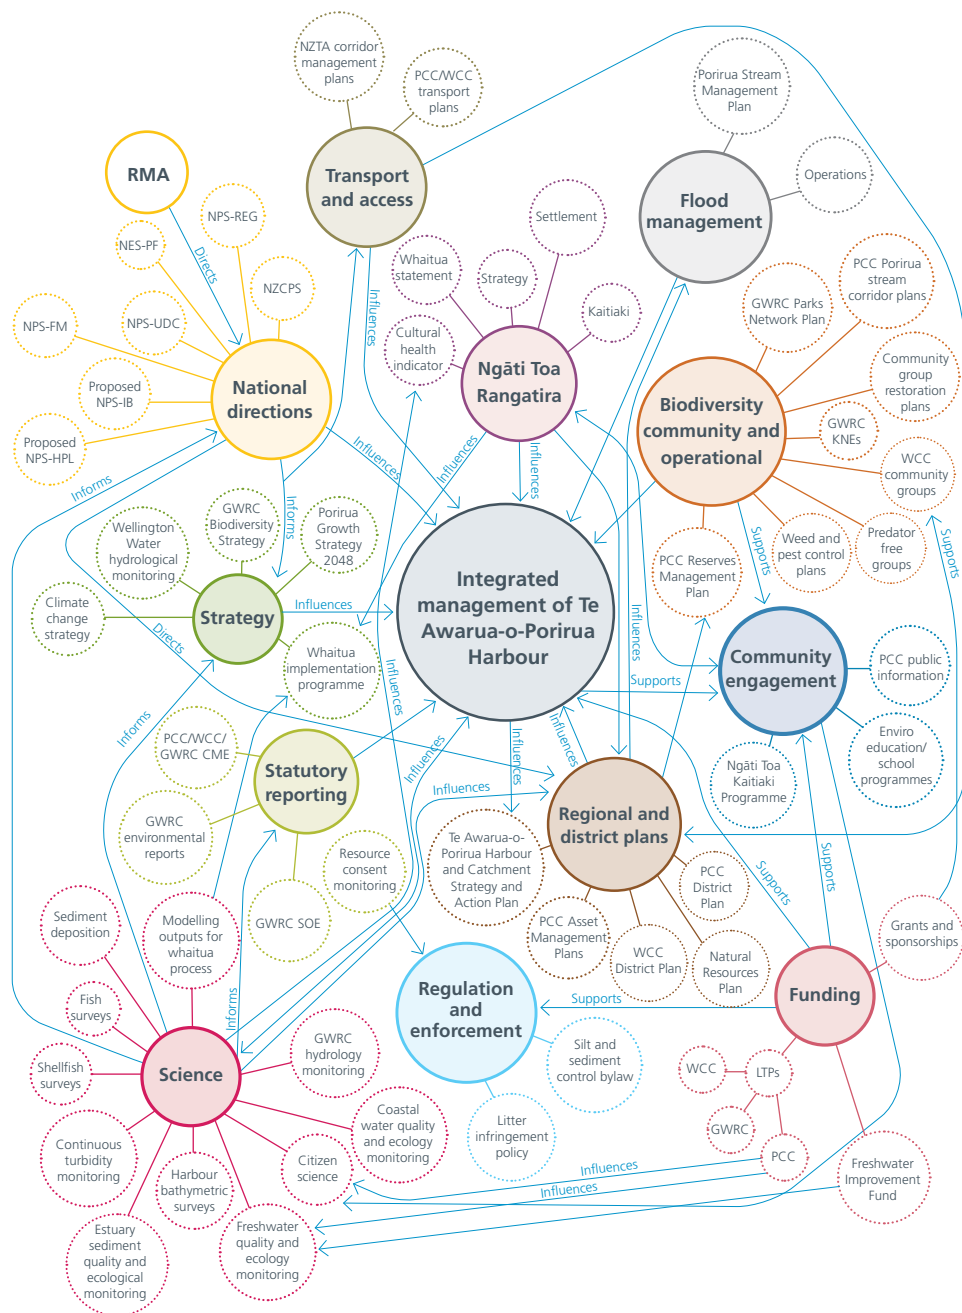 NZTA corridor
management
plans
PCC/WCC
transport
plans
Porirua Stream
Management
Plan
RMA
Transport
and access
Flood
management
Operations
NPS-REG
NES-PF
Directs
NZCPS
NPS-UDC
NPS-FM
Proposed
NPS-IB
Proposed
NPS-HPL
National
directions
Influences
Whaitua
statement
Strategy
Settlement
Kaitiaki
Cultural
health
indicator
Ngāti Toa
Rangatira
GWRC Parks
Network Plan
PCC Porirua
stream
corridor plans
Community
group
restoration
plans
GWRC
KNEs
WCC
community
groups
Predator
free
groups
Weed and
pest control
plans
PCC Reserves
Management
Plan
Biodiversity
community and
operational
Influences
Influences
Influences
Informs
Informs
Supports
Supports
Wellington
Water
hydrological
monitoring
GWRC
Biodiversity
Strategy
Porirua
Growth
Strategy
2048
Climate
change
strategy
Strategy
Influences
Whaitua
implementation
programme
Integrated
management of Te
Awarua-o-Porirua
Harbour
Influences
Supports
Community
engagement
PCC public
information
Enviro
education/
school
programmes
Ngāti Toa
Kaitiaki
Programme
Directs
Informs
Influences
Influences
Influences
Influences
Influences
PCC/WCC/
GWRC CME
Statutory
reporting
GWRC
environmental
reports
GWRC SOE
Resource
consent
monitoring
Te Awarua-o-
Porirua Harbour
and Catchment
Strategy and
Action Plan
Regional and
district plans
PCC
District
Plan
PCC Asset
Management
Plans
WCC
District Plan
Natural
Resources
Plan
Supports
Supports
Grants and
sponsorships
Sediment
deposition
Modelling
outputs for
whaitua
process
Fish
surveys
Informs
Regulation
and
enforcement
Supports
Funding
Silt and
sediment
control bylaw
Litter
infringement
policy
Shellfish
surveys
Science
GWRC
hydrology
monitoring
Continuous
turbidity
monitoring
Harbour
bathymetric
surveys
Citizen
science
Coastal
water quality
and ecology
monitoring
Estuary
sediment
quality and
ecological
monitoring
Freshwater
quality and
ecology
monitoring
WCC
LTPs
GWRC
PCC
Influences
Influences
Freshwater
Improvement
Fund